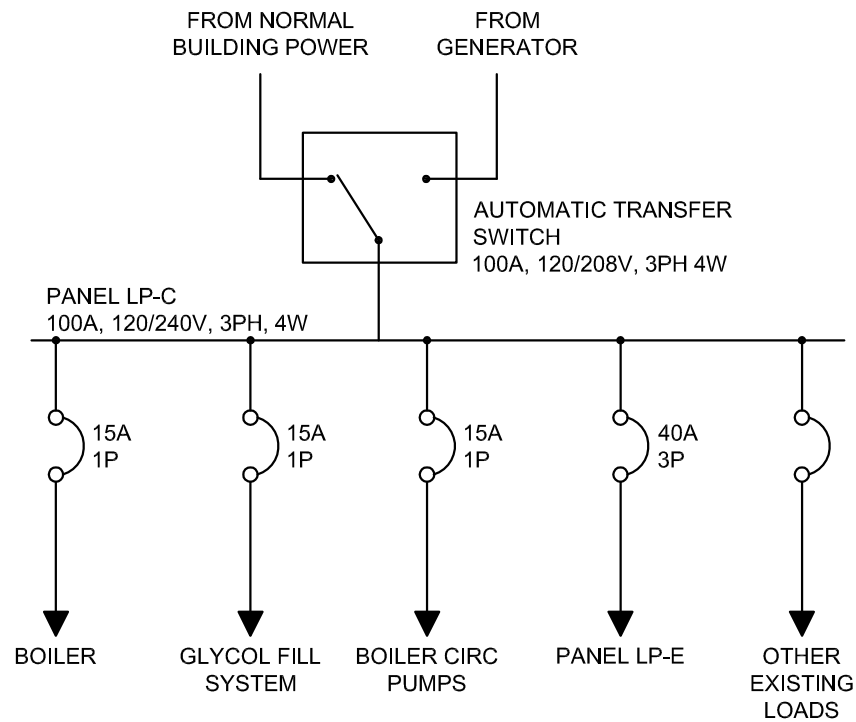 FROM NORMAL
BUILDING POWER
FROM
GENERATOR
AUTOMATIC TRANSFER
SWITCH
100A, 120/208V, 3PH 4W
PANEL LP-C
100A, 120/240V, 3PH, 4W
15A
1P
15A
1P
15A
1P
40A
3P
BOILER
GLYCOL FILL
SYSTEM
BOILER CIRC
PUMPS
PANEL LP-E
OTHER
EXISTING
LOADS